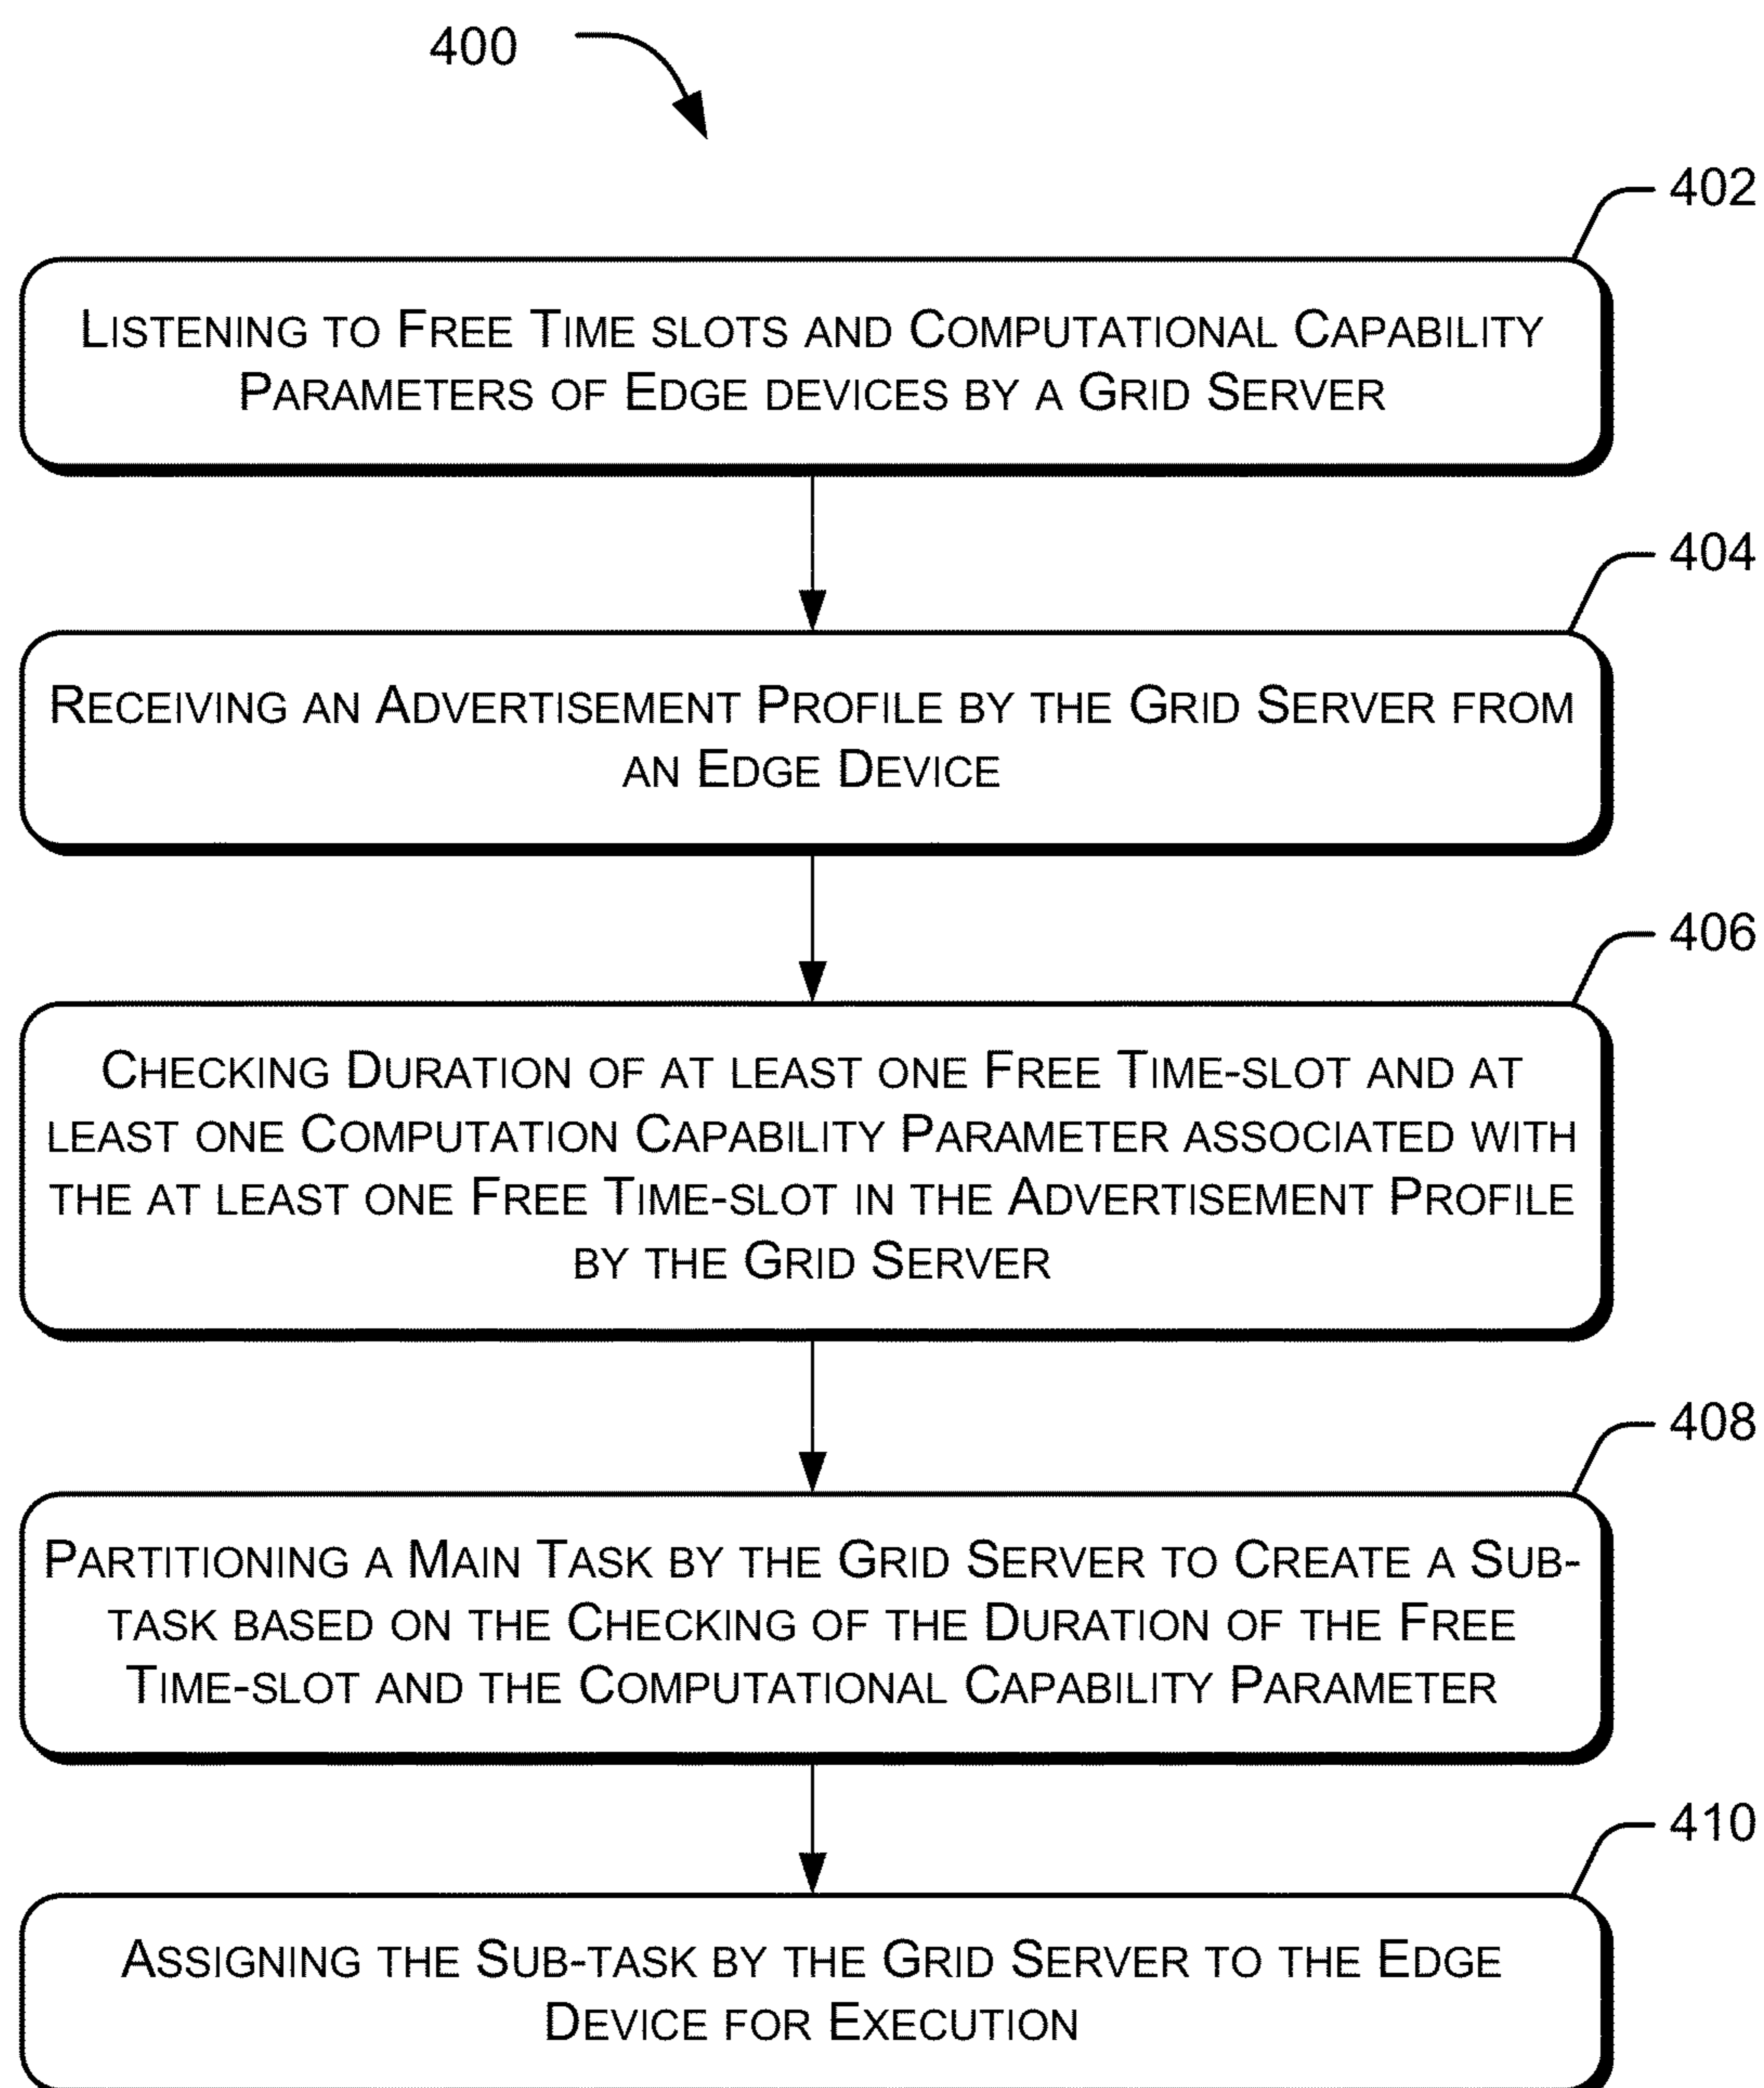 400
402
LISTENING TO FREE TIME SLOTS AND COMPUTATIONAL CAPABILITY
PARAMETERS OF EDGE DEVICES BY A GRID SERVER
404
RECEIVING AN ADVERTISEMENT PROFILE BY THE GRID SERVER FROM
AN EDGE DEVICE
406
CHECKING DURATION OF AT LEAST ONE FREE TIME-SLOT AND AT
LEAST ONE COMPUTATION CAPABILITY PARAMETER ASSOCIATED WITH
THE AT LEAST ONE FREE TIME-SLOT IN THE ADVERTISEMENT PROFILE
BY THE GRID SERVER
408
PARTITIONING A MAIN TASK BY THE GRID SERVER TO CREATE A SUB-
TASK BASED ON THE CHECKING OF THE DURATION OF THE FREE
TIME-SLOT AND THE COMPUTATIONAL CAPABILITY PARAMETER
410
ASSIGNING THE SUB-TASK BY THE GRID SERVER TO THE EDGE
DEVICE FOR EXECUTION